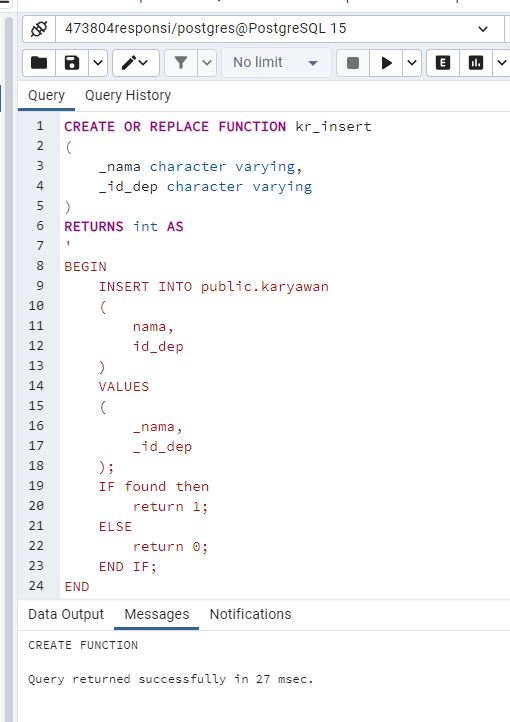 473804responsi/postgres@PostgreSQL 15
No limit
E
Query Query History
1 CREATE OR REPLACE FUNCTION kr_insert
2 (
3 _nama character varying,
4 _id_dep character varying
5 )
6 RETURNS int AS
7 '
8 BEGIN
9 INSERT INTO public.karyawan
10 (
11 nama,
12 id_dep
13 )
14 VALUES
15 (
16 _nama,
17 _id_dep
18 );
19 IF found then
20 return 1;
21 ELSE
22 return 0;
23 END IF;
24 END
Data Output Messages Notifications
CREATE FUNCTION
Query returned successfully in 27 msec.